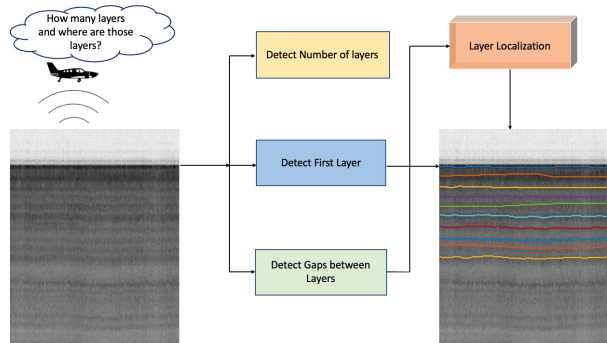 How many layers
and where are those
layers?
Detect Number of layers
Layer Localization
Detect First Layer
Detect Gaps between
Layers